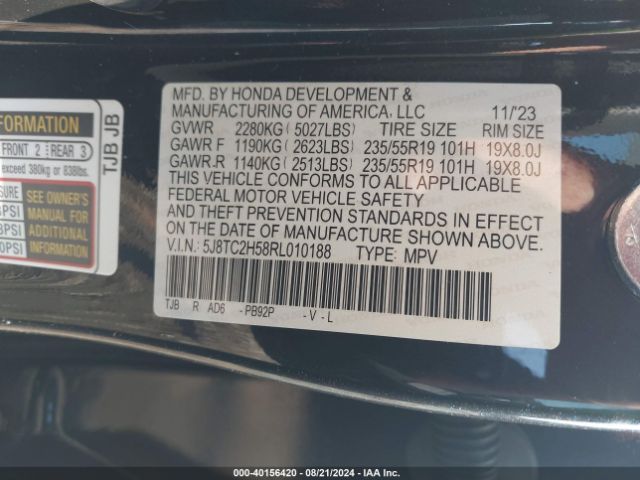 MFD. BY HONDA DEVELOPMENT &
MANUFACTURING OF AMERICA, LLC 11/23
GVWR 2280KG (5027LBS) TIRE SIZE RIM SIZE
GAWR F 1190KG (2623LBS) 235/55R19 101H 19X8.0J
GAWR.R 1140KG (2513LBS) 235/55R19 101H 19X8.0J
THIS VEHICLE CONFORMS TO ALL APPLICABLE
FEDERAL MOTOR VEHICLE SAFETY
AND THEFT PREVENTION STANDARDS IN EFFECT
ON THE DATE OF MANUFACTURE SHOWN ABOVE.
V.I.N: 5J8TC2H58RL010188 TYPE: MPV
TJB R AD6 -PB92P -V-L
FORMATION
FRONT 2 REAR 3
exceed 380kg or 838lbs.
SURE SEE OWNER'S
PSI MANUAL FOR
PSI ADDITIONAL
0PSI INFORMATION
TJB JB
000-40156420 - 08/21/2024 - IAA Inc.